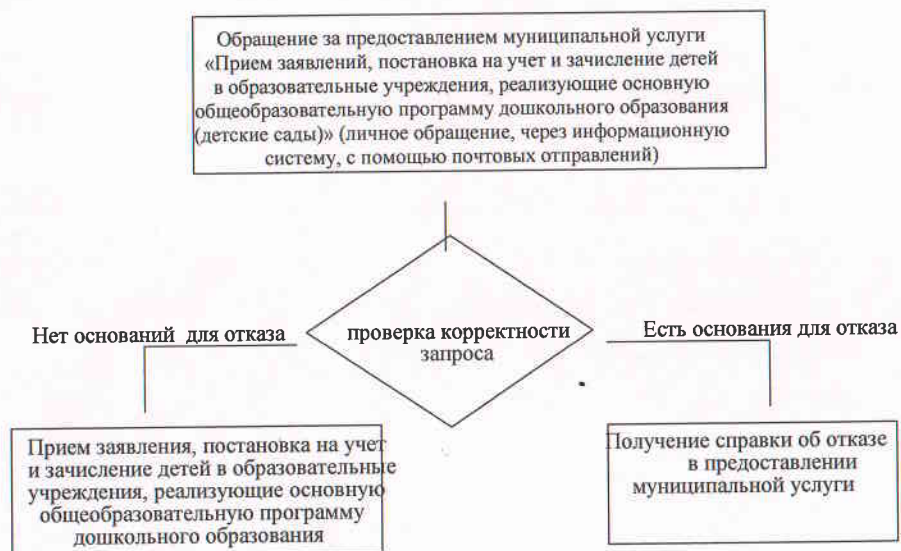 Обращение за предоставлением муниципальной услуги
«Прием заявлений, постановка на учет и зачисление детей
в образовательные учреждения, реализующие основную
общеобразовательную программу дошкольного образования
(детские сады)» (личное обращение, через информационную
систему, с помощью почтовых отправлений)
Нет оснований для отказа
проверка корректности
запроса
Есть основания для отказа
Прием заявления, постановка на учет
и зачисление детей в образовательные
учреждения, реализующие основную
общеобразовательную программу
дошкольного образования
Получение справки об отказе
в предоставлении
муниципальной услуги